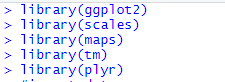 > library(ggplot2)
> library(scales)
> library(maps)
> library(tm)
> library(plyr)